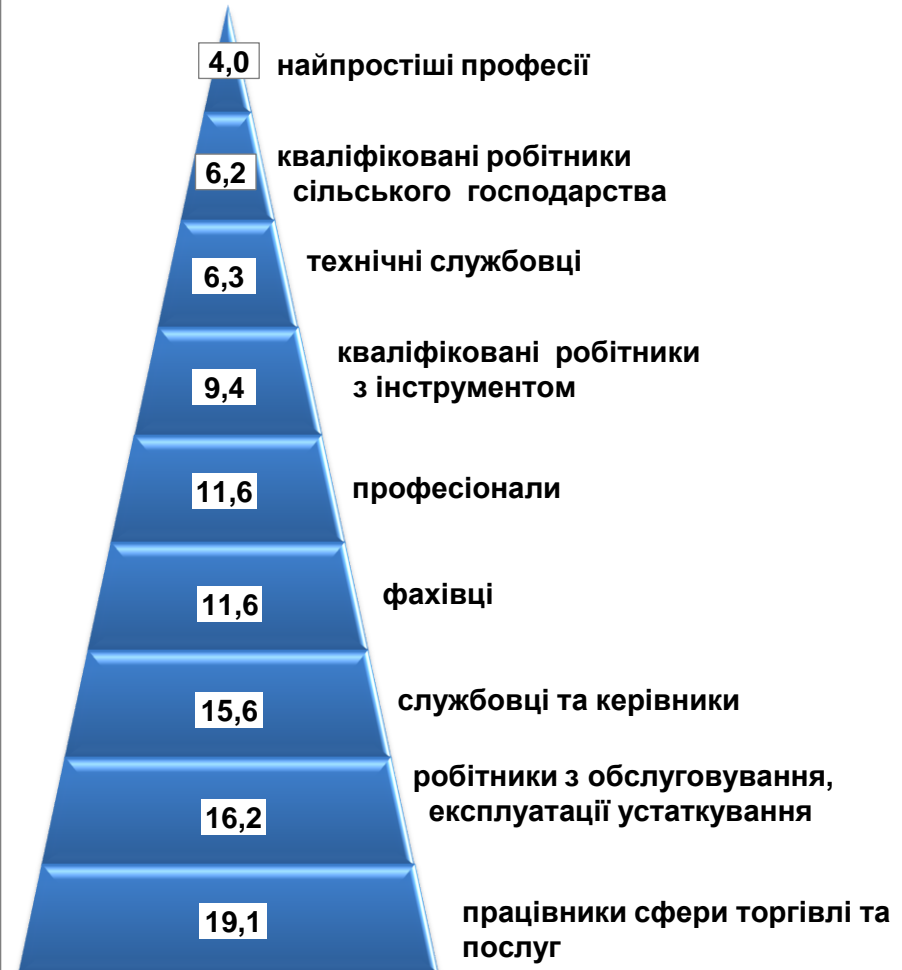 4,0 найпростіші професії
6,2 кваліфіковані робітники
сільського господарства
6,3 технічні службовці
9,4 кваліфіковані робітники
з інструментом
11,6 професіонали
11,6 фахівці
15,6 службовці та керівники
16,2 робітники з обслуговування,
експлуатації устаткування
19,1 працівники сфери торгівлі та
послуг